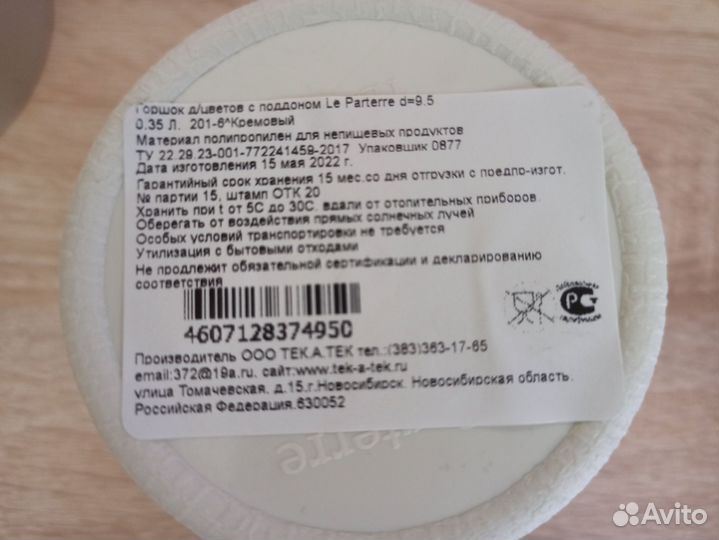 Горшок д/цветов с поддоном Le Parterre d=9.5
0.35 Л. 201-6^Кремовый
Материал полипропилен для непищевых продуктов
ТУ 22.29.23-001-772241459-2017 Упаковщик 0877
Дата изготовления 15 мая 2022 г.
Гарантийный срок хранения 15 мес.со дня отгрузки с предпр-изгот.
№ партии 15, штамп ОТК 20
Хранить при t от 5С до 30С. вдали от отопительных приборов.
Оберегать от воздействия прямых солнечных лучей
Особых условий транспортировки не требуется
Утилизация с бытовыми отходами
Не продлежит обязательной сертификации и декларированию
соответствия
4607128374950
Производитель ООО ТЕК.А.ТЕК тел.:(383)363-17-65
email:372@19a.ru. сайт:www.tek-a-tek.ru
улица Томачевская, д.15.г.Новосибирск. Новосибирская область.
Российская Федерация.630052
Avito